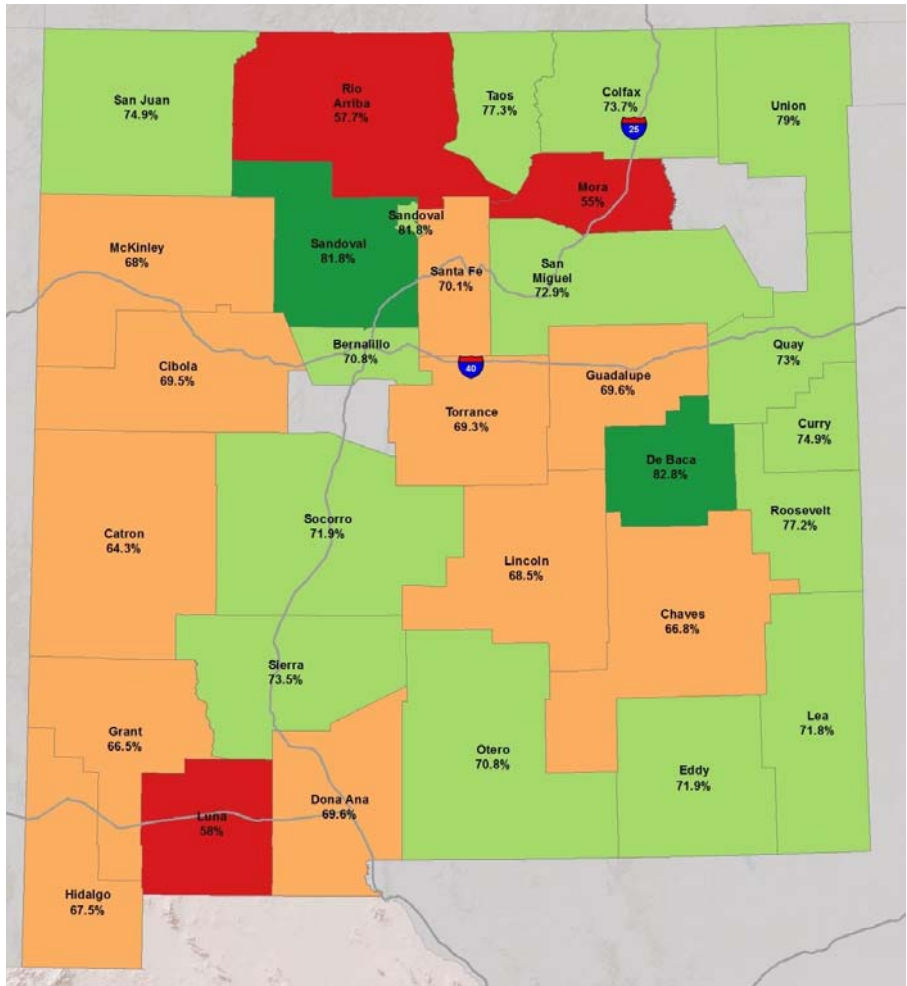 San Juan
74.9%
Rio
Arriba
57.7%
Taos
77.3%
Colfax
73.7%
25
Union
79%
Mora
55%
McKinley
68%
Sandoval
81.8%
Sandoval
81.8%
Santa Fe
70.1%
San
Miguel
72.9%
Bernalillo
70.8%
Quay
73%
Cibola
69.5%
40
Guadalupe
69.6%
Torrance
69.3%
Curry
74.9%
De Baca
82.8%
Catron
64.3%
Socorro
71.9%
Roosevelt
77.2%
Lincoln
68.5%
Chaves
66.8%
Sierra
73.5%
Grant
66.5%
Otero
70.8%
Lea
71.8%
Eddy
71.9%
Luna
58%
Dona Ana
69.6%
Hidalgo
67.5%